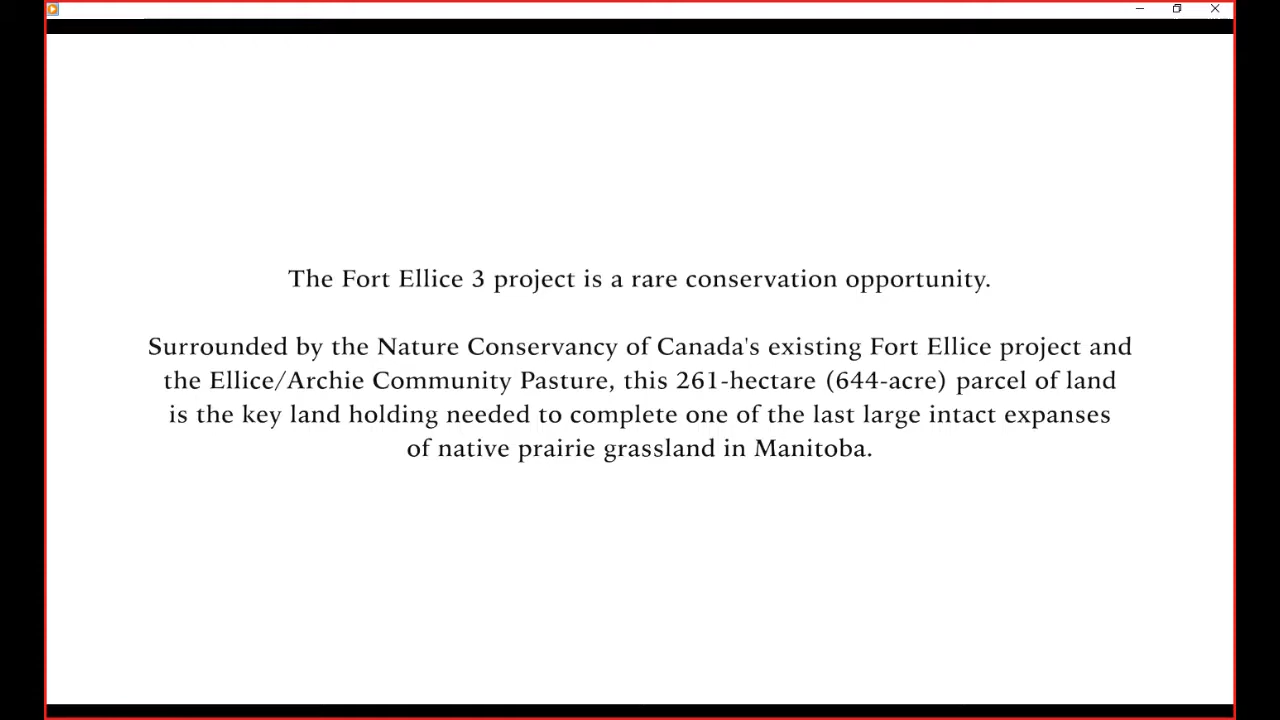 The Fort Ellice 3 project is a rare conservation opportunity.
Surrounded by the Nature Conservancy of Canada's existing Fort Ellice project and
the Ellice/Archie Community Pasture, this 261-hectare (644-acre) parcel of land
is the key land holding needed to complete one of the last large intact expanses
of native prairie grassland in Manitoba.